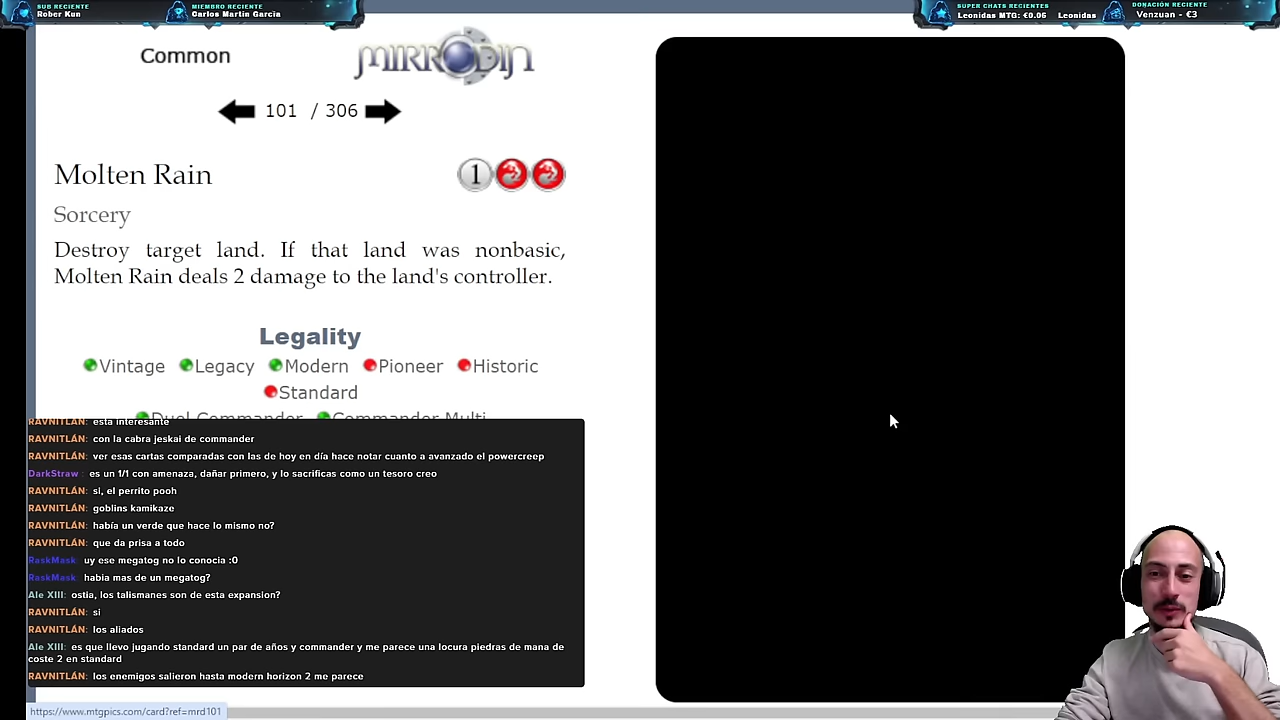 SUB RECIENTE
Rober Kun
MIEMBRO RECIENTE
Carlos Martín García
SUPER CHATS RECIENTES
Leonidas MTG: €0.06 Leonidas
DONACIÓN RECIENTE
Venzuan - €3
Common
MIRRODIN
101 / 306
Molten Rain
1
Sorcery
Destroy target land. If that land was nonbasic,
Molten Rain deals 2 damage to the land's controller.
Legality
Vintage Legacy Modern Pioneer Historic
Standard
Duel Commander Commander Multi
RAVNITLÁN: esta interesante
RAVNITLÁN: con la cabra jeskai de commander
RAVNITLÁN: ver esas cartas comparadas con las de hoy en día hace notar cuanto a avanzado el powercreep
DarkStraw : es un 1/1 con amenaza, dañar primero, y lo sacrificas como un tesoro creo
RAVNITLÁN: si, el perrito pooh
RAVNITLÁN: goblins kamikaze
RAVNITLÁN: había un verde que hace lo mismo no?
RAVNITLÁN: que da prisa a todo
RaskMask: uy ese megatog no lo conocia :0
RaskMask: habia mas de un megatog?
Ale XIII: ostia, los talismanes son de esta expansion?
RAVNITLÁN: si
RAVNITLÁN: los aliados
Ale XIII: es que llevo jugando standard un par de años y commander y me parece una locura piedras de mana de
coste 2 en standard
RAVNITLÁN: los enemigos salieron hasta modern horizon 2 me parece
https://www.mtgpics.com/card?ref=mrd101